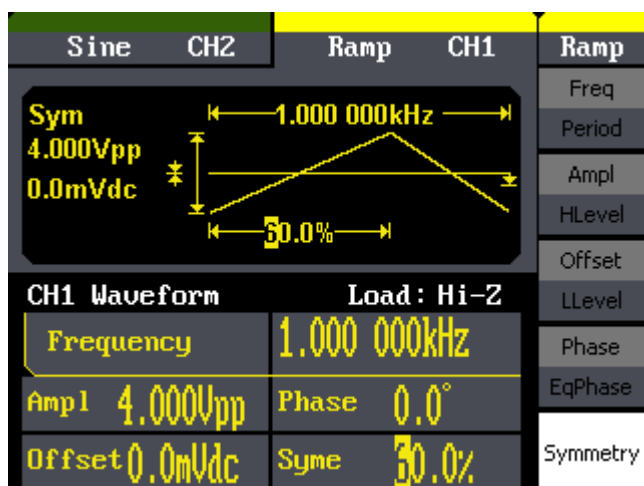 Sine CH2
Ramp CH1
Ramp
Sym
1.000 000kHz
4.000Vpp
0.0mVdc
60.0%
CH1 Waveform
Load: Hi-Z
Frequency
1.000 000kHz
Ampl 4.000Vpp
Phase 0.0°
Offset 0.0mVdc
Syme 60.0%
Freq
Period
Ampl
HLevel
Offset
LLevel
Phase
EqPhase
Symmetry